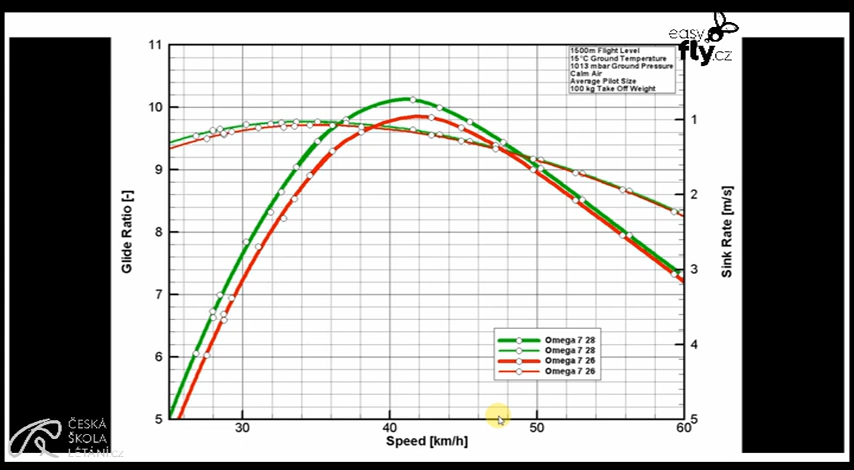 easy
fly.cz
1500m Flight Level
15°C Ground Temperature
1013 mbar Ground Pressure
Calm Air
Average Pilot Size
100 kg Take Off Weight
11
10
9
8
7
6
5
Glide Ratio [-]
1
2
3
4
5
Sink Rate [m/s]
Omega 7 28
Omega 7 28
Omega 7 26
Omega 7 26
30
40
50
60
Speed [km/h]
ČESKÁ
ŠKOLA
LÉTÁNÍ.cz